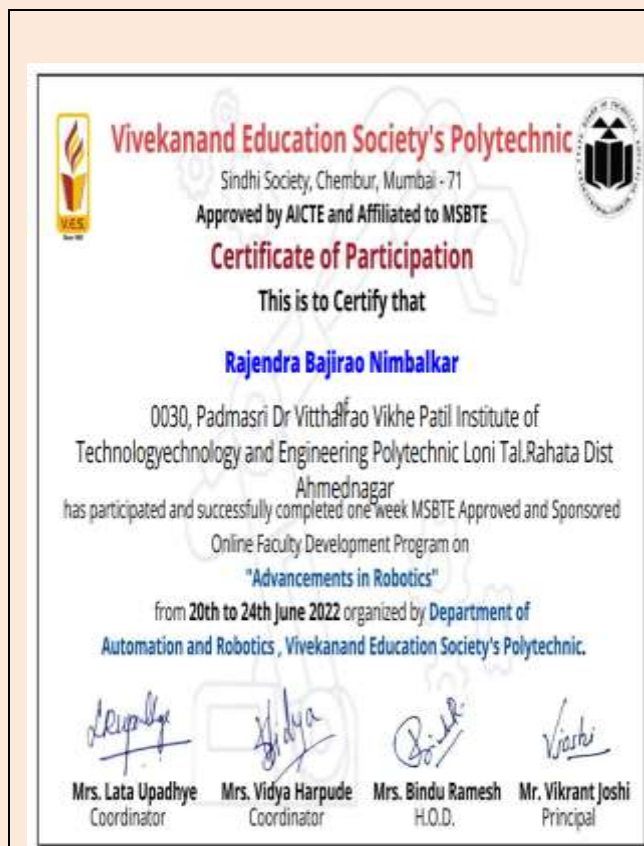 Vivekanand Education Society's Polytechnic
Sindhi Society, Chembur, Mumbai - 71
Approved by AICTE and Affiliated to MSBTE
Certificate of Participation
This is to Certify that
Rajendra Bajirao Nimbalkar
of
0030, Padmasri Dr Vitthalrao Vikhe Patil Institute of
Technologyechnology and Engineering Polytechnic Loni Tal.Rahata Dist
Ahmednagar
has participated and successfully completed one week MSBTE Approved and Sponsored
Online Faculty Development Program on
"Advancements in Robotics"
from 20th to 24th June 2022 organized by Department of
Automation and Robotics , Vivekanand Education Society's Polytechnic.
Mrs. Lata Upadhye Mrs. Vidya Harpude Mrs. Bindu Ramesh Mr. Vikrant Joshi
Coordinator Coordinator H.O.D. Principal
V.E.S.